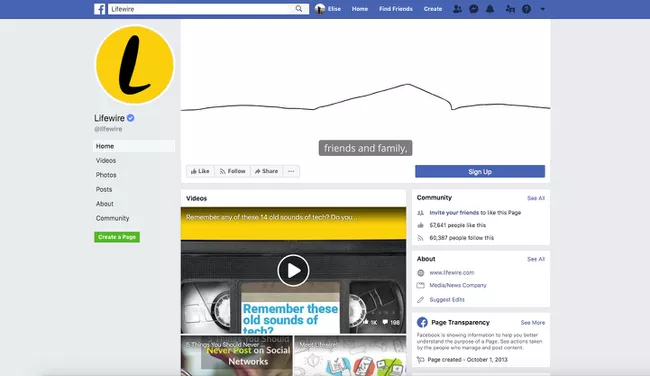 Lifewire
Elise
Home
Find Friends
Create
L
Lifewire
@lifewire
Home
Videos
Photos
Posts
About
Community
Create a Page
friends and family,
Like
Follow
Share
Sign Up
Videos
Remember any of these 14 old sounds of tech? Do you ...
Remember these
old sounds of
tech?
1K
198
5 Things You Should Never ...
Never Post on Social
Networks
Meet Lifewire!
Community
See All
Invite your friends to like this Page
57,641 people like this
60,387 people follow this
About
See All
www.lifewire.com
Media/News Company
Suggest Edits
Page Transparency
See More
Facebook is showing information to help you better
understand the purpose of a Page. See actions
taken by the people who manage and post content.
Page created - October 1, 2013